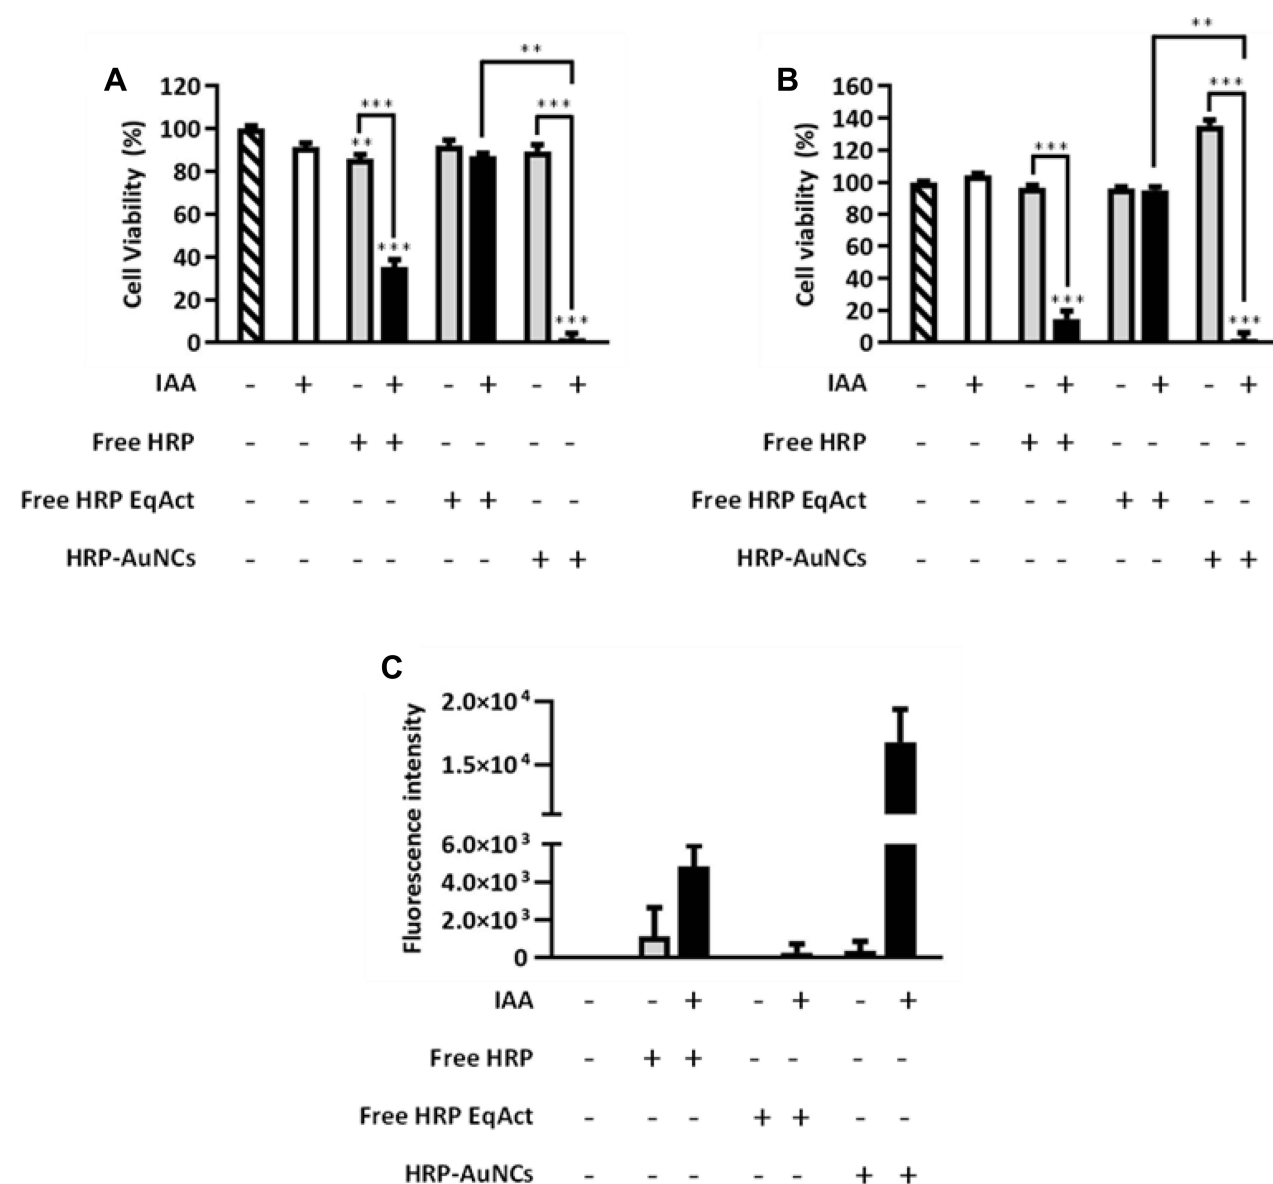 A
Cell Viability (%)
120
100
80
60
40
20
0
**
***
***
**
***
***
IAA - + - + - + - +
Free HRP - - + + - - - -
Free HRP EqAct - - - - + + - -
HRP-AuNCs - - - - - - + +
B
Cell viability (%)
160
140
120
100
80
60
40
20
0
**
***
***
***
***
IAA - + - + - + - +
Free HRP - - + + - - - -
Free HRP EqAct - - - - + + - -
HRP-AuNCs - - - - - - + +
C
Fluorescence intensity
2.0×10⁴
1.5×10⁴
6.0×10³
4.0×10³
2.0×10³
0
IAA - - + - + - +
Free HRP - + + - - - -
Free HRP EqAct - - - + + - -
HRP-AuNCs - - - - - + +